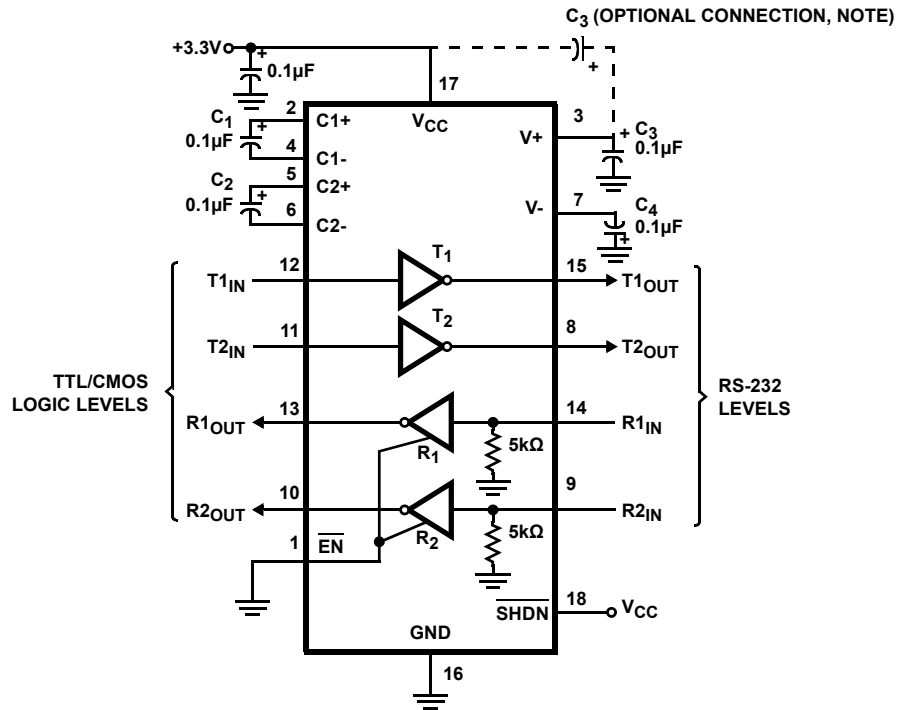 C3 (OPTIONAL CONNECTION, NOTE)
+3.3V
+
0.1µF
+
17
2
C1+
VCC
3
V+
C1
0.1µF
+
4
C1-
+
C3
0.1µF
5
C2+
C2
0.1µF
+
6
C2-
7
V-
C4
0.1µF
+
T1
12
T1IN
15
T1OUT
T2
11
T2IN
8
T2OUT
TTL/CMOS
LOGIC LEVELS
RS-232
LEVELS
13
R1OUT
R1
5kΩ
14
R1IN
10
R2OUT
R2
5kΩ
9
R2IN
1
EN
SHDN
18
VCC
GND
16